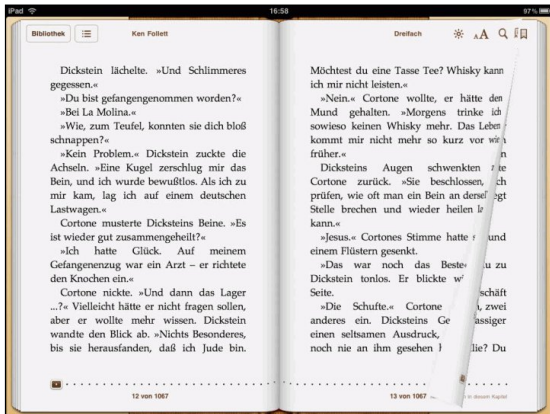 iPad
16:58
97%
Bibliothek
Ken Follett
Dreifach
AA
Dickstein lächelte. »Und Schlimmeres
gegessen.«
»Du bist gefangengenommen worden?«
»Bei La Molina.«
»Wie, zum Teufel, konnten sie dich bloß
schnappen?«
»Kein Problem.« Dickstein zuckte die
Achseln. »Eine Kugel zerschlug mir das
Bein, und ich wurde bewußtlos. Als ich zu
mir kam, lag ich auf einem deutschen
Lastwagen.«
Cortone musterte Dicksteins Beine. »Es
ist wieder gut zusammengeheilt?«
»Ich hatte Glück. Auf meinem
Gefangenenzug war ein Arzt – er richtete
den Knochen ein.«
Cortone nickte. »Und dann das Lager
...?« Vielleicht hätte er nicht fragen sollen,
aber er wollte mehr wissen. Dickstein
wandte den Blick ab. »Nichts Besonderes,
bis sie herausfanden, daß ich Jude bin.
12 von 1067
Möchtest du eine Tasse Tee? Whisky kann
ich mir nicht leisten.«
»Nein.« Cortone wollte, er hätte den
Mund gehalten. »Morgens trinke ich
sowieso keinen Whisky mehr. Das Leben
kommt mir nicht mehr so kurz vor wie
früher.«
Dicksteins Augen schwenkten
Cortone zurück. »Sie beschlossen,
prüfen, wie oft man ein Bein an
Stelle brechen und wieder heilen
kann.«
»Jesus.« Cortones Stimme hatte
einem Flüstern gesenkt.
»Das war noch das Beste
Dickstein tonlos. Er blickte
Seite.
»Die Schufte.« Cortone
anderes ein. Dicksteins
einen seltsamen Ausdruck,
noch nie an ihm gesehen
13 von 1067
in diesem Kapitel